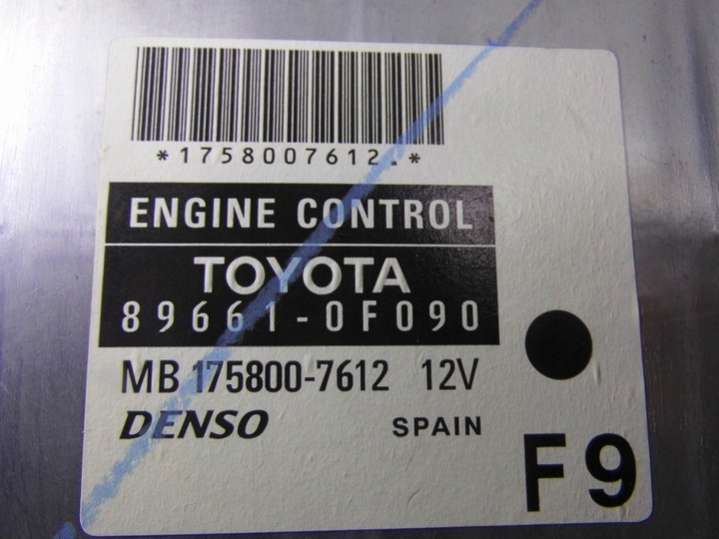 *1758007612.*
ENGINE CONTROL
TOYOTA
89661-0F090
MB 175800-7612 12V
DENSO SPAIN
F9